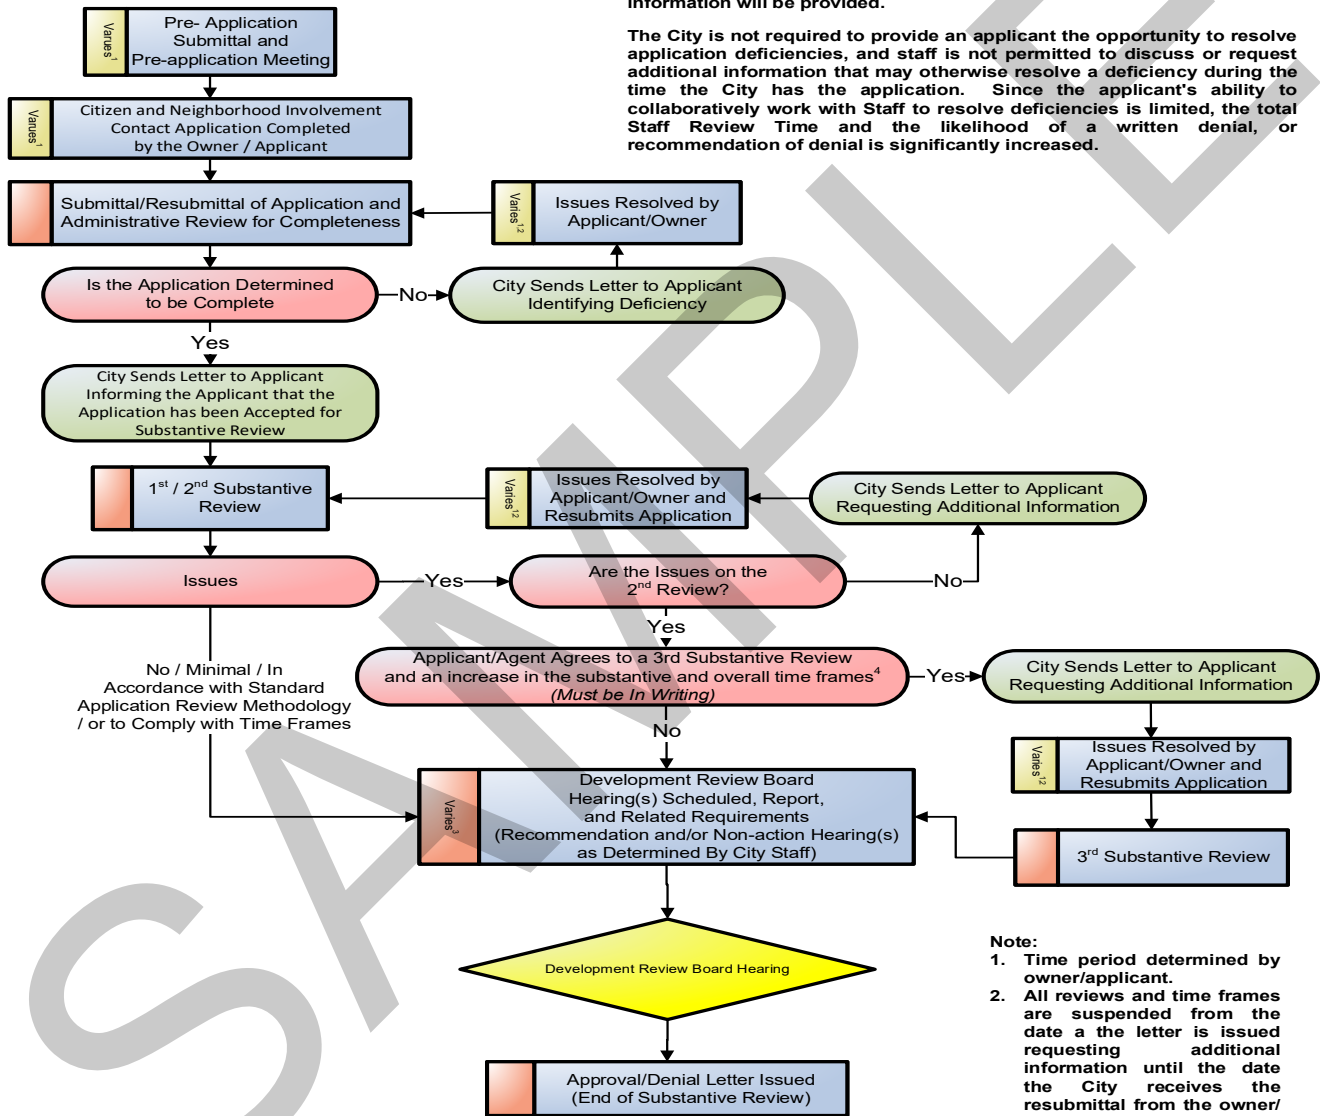 information will be provided.
The City is not required to provide an applicant the opportunity to resolve
application deficiencies, and staff is not permitted to discuss or request
additional information that may otherwise resolve a deficiency during the
time the City has the application. Since the applicant's ability to
collaboratively work with Staff to resolve deficiencies is limited, the total
Staff Review Time and the likelihood of a written denial, or
recommendation of denial is significantly increased.
Varues1
Pre- Application
Submittal and
Pre-application Meeting
Varues1
Citizen and Neighborhood Involvement
Contact Application Completed
by the Owner / Applicant
Submittal/Resubmittal of Application and
Administrative Review for Completeness
Varies1,2
Issues Resolved by
Applicant/Owner
Is the Application Determined
to be Complete
No
City Sends Letter to Applicant
Identifying Deficiency
Yes
City Sends Letter to Applicant
Informing the Applicant that the
Application has been Accepted for
Substantive Review
1st / 2nd Substantive
Review
Varies1,2
Issues Resolved by
Applicant/Owner and
Resubmits Application
City Sends Letter to Applicant
Requesting Additional Information
Issues
Yes
Are the Issues on the
2nd Review?
No
Yes
No / Minimal / In
Accordance with Standard
Application Review Methodology
/ or to Comply with Time Frames
Applicant/Agent Agrees to a 3rd Substantive Review
and an increase in the substantive and overall time frames4
(Must be In Writing)
Yes
City Sends Letter to Applicant
Requesting Additional Information
No
Varies1,2
Issues Resolved by
Applicant/Owner and
Resubmits Application
Varies3
Development Review Board
Hearing(s) Scheduled, Report,
and Related Requirements
(Recommendation and/or Non-action Hearing(s)
as Determined By City Staff)
3rd Substantive Review
Development Review Board Hearing
Approval/Denial Letter Issued
(End of Substantive Review)
Note:
1. Time period determined by
owner/applicant.
2. All reviews and time frames
are suspended from the
date a the letter is issued
requesting additional
information until the date
the City receives the
resubmittal from the owner/
SAMPLE